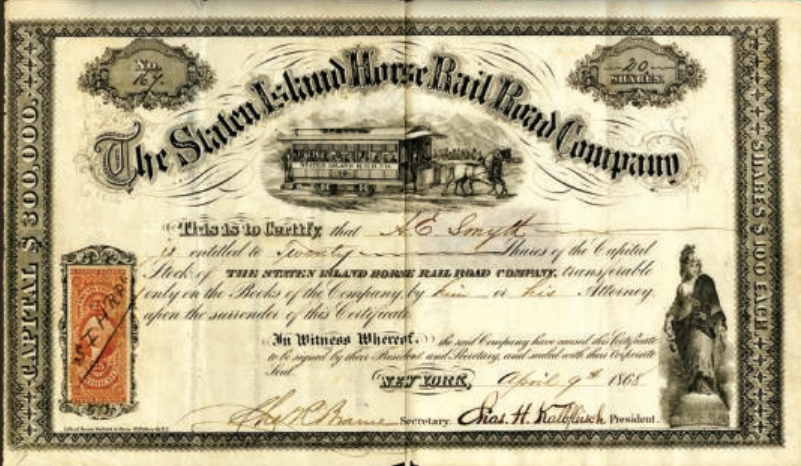 No.
167.
20
SHARES.
The Staten Island Horse Rail Road Company
STATEN ISLAND H.R.R. Co.
CAPITAL $ 300,000.
SHARES $ 100 EACH
This is to Certify, that A. E. Smyth
is entitled to Twenty Shares of the Capital
Stock of THE STATEN ISLAND HORSE RAIL ROAD COMPANY, transferable
only on the Books of the Company by him or his Attorney
upon the surrender of this Certificate.
S I H R R
In Witness Whereof, the said Company have caused this Certificate
to be signed by their President and Secretary, and sealed with their Corporate
Seal
NEW YORK, April 9th 1868
Secretary. Chas. H. Kalbfleisch President.